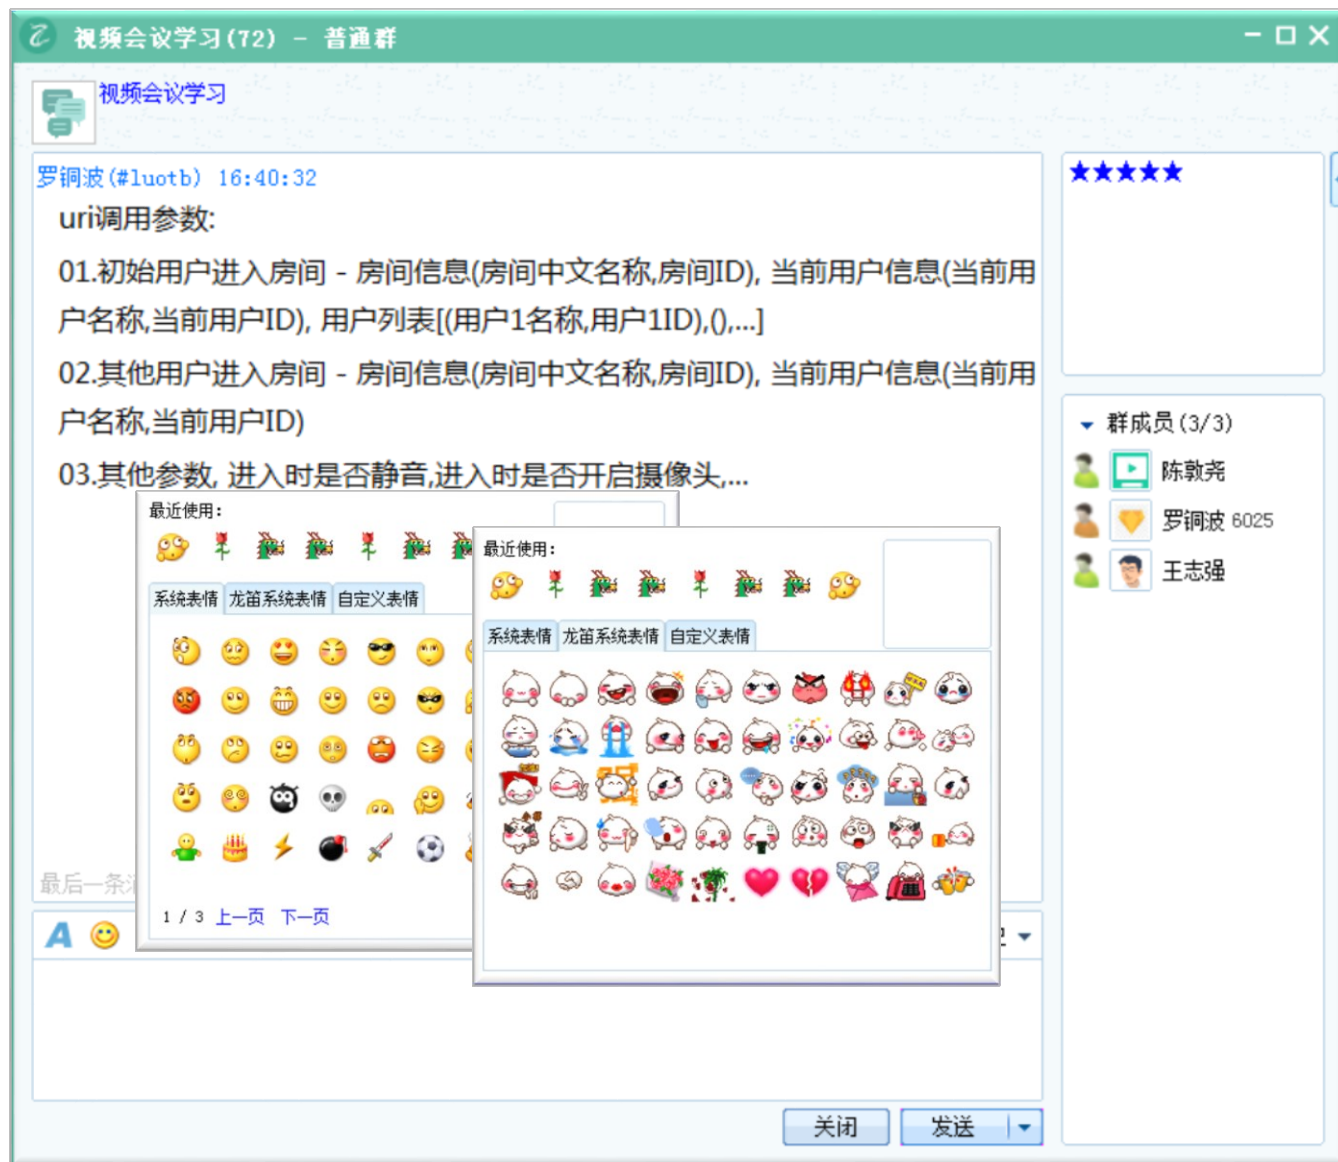 视频会议学习(72) - 普通群
视频会议学习
罗铜波(#luotb) 16:40:32
uri调用参数:
01.初始用户进入房间 - 房间信息(房间中文名称,房间ID), 当前用户信息(当前用
户名称,当前用户ID), 用户列表[(用户1名称,用户1ID),(),...]
02.其他用户进入房间 - 房间信息(房间中文名称,房间ID), 当前用户信息(当前用
户名称,当前用户ID)
03.其他参数, 进入时是否静音,进入时是否开启摄像头,...
★★★★★
群成员(3/3)
陈敦尧
罗铜波 6025
王志强
最近使用:
系统表情 龙笛系统表情 自定义表情
1 / 3 上一页 下一页
最近使用:
系统表情 龙笛系统表情 自定义表情
最后一条
A
关闭 发送